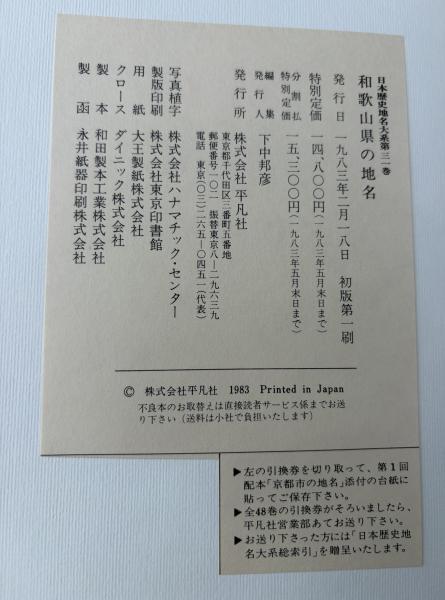 日本歴史地名大系第三一巻
和歌山県の地名
発行日 一九八三年二月一八日 初版第一刷
特別定価 一四、八〇〇円(一九八三年五月末日まで)
分割払
特別定価 一五、三〇〇円(一九八三年五月末日まで)
編集
発行人 下中邦彦
発行所 株式会社 平凡社
東京都千代田区三番町五番地
郵便番号一〇二 振替東京八―二九六三九
電話 東京(〇三)二六五―〇四五一(代表)
写真植字 株式会社ハナマチック・センター
製版印刷 株式会社東京印書館
用紙 大王製紙株式会社
クロース ダイニック株式会社
製本 和田製本工業株式会社
製函 永井紙器印刷株式会社
© 株式会社平凡社 1983 Printed in Japan
不良本のお取替えは直接読者サービス係までお送
り下さい(送料は小社で負担いたします)
▶左の引換券を切り取って、第1回
配本「京都市の地名」添付の台紙に
貼ってご保存下さい。
▶全48巻の引換券がそろいましたら、
平凡社営業部あてお送り下さい。
▶お送り下さった方には「日本歴史地
名大系総索引」を贈呈いたします。